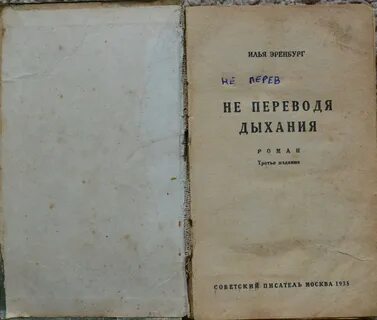 ИЛЬЯ ЭРЕНБУРГ
НЕ ПЕРЕВ
НЕ ПЕРЕВОДЯ
ДЫХАНИЯ
РОМАН
Третье издание
СОВЕТСКИЙ ПИСАТЕЛЬ МОСКВА 1935